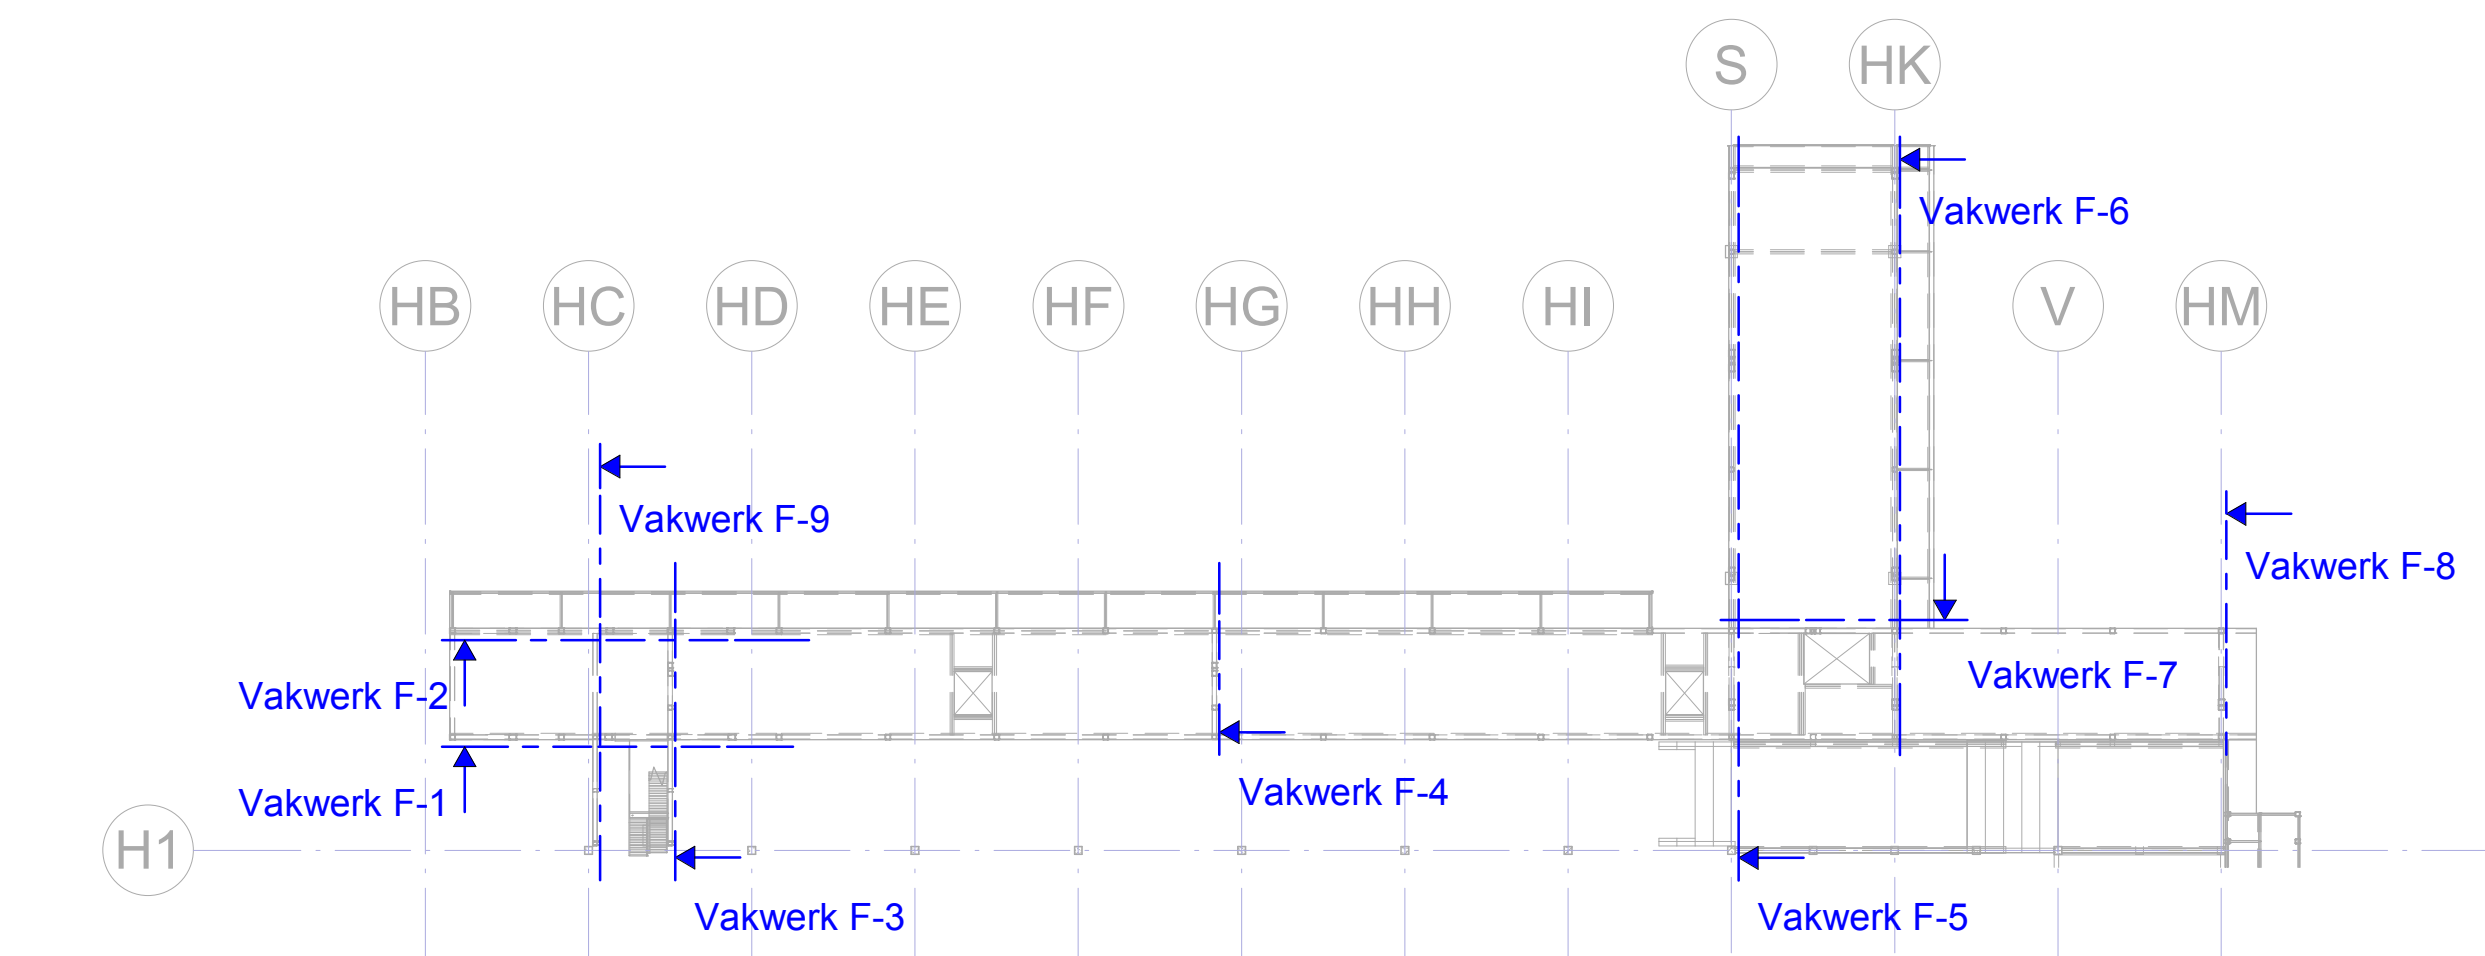 S
HK
Vakwerk F-6
HB
HC
HD
HE
HF
HG
HH
HI
V
HM
Vakwerk F-9
Vakwerk F-8
Vakwerk F-2
Vakwerk F-7
Vakwerk F-1
Vakwerk F-4
H1
Vakwerk F-3
Vakwerk F-5